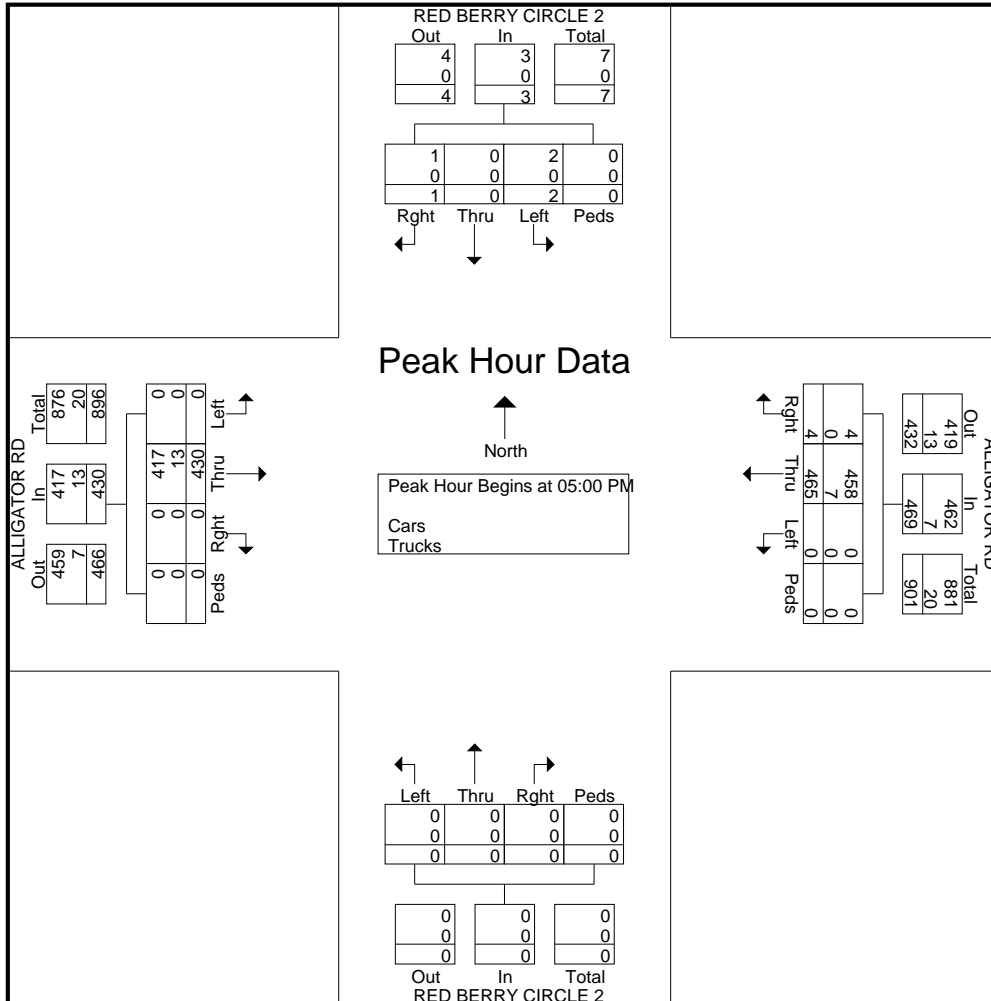 RED BERRY CIRCLE 2
Out In Total
4 3 7
0 0 0
4 3 7
1 0 2 0
0 0 0 0
1 0 2 0
Rght Thru Left Peds
Peak Hour Data
North
Peak Hour Begins at 05:00 PM
Cars
Trucks
ALLIGATOR RD
Out In Total
459 417 876
7 13 20
466 430 896
0 0 417 0
0 0 13 0
0 0 430 0
Peds Rght Thru Left
ALLIGATOR RD
Out In Total
419 462 881
13 7 20
432 469 901
4 458 0 0
0 7 0 0
4 465 0 0
Rght Thru Left Peds
Left Thru Rght Peds
0 0 0 0
0 0 0 0
0 0 0 0
0 0 0
0 0 0
0 0 0
Out In Total
RED BERRY CIRCLE 2